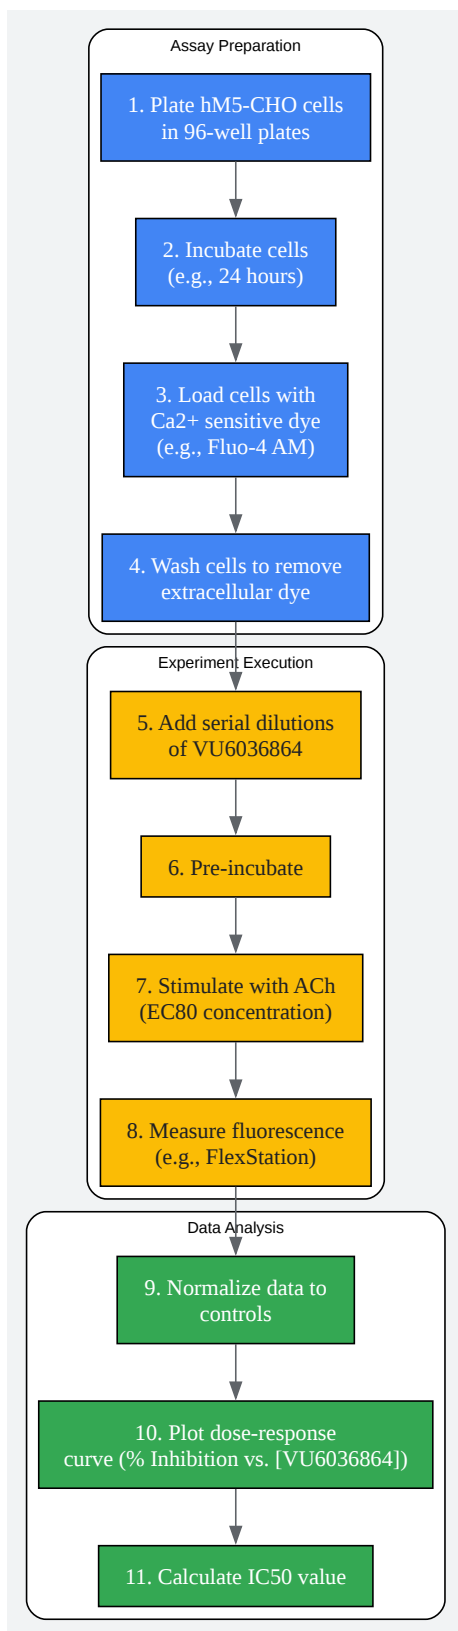 Assay Preparation
1. Plate hM5-CHO cells
in 96-well plates
2. Incubate cells
(e.g., 24 hours)
3. Load cells with
Ca2+ sensitive dye
(e.g., Fluo-4 AM)
4. Wash cells to remove
extracellular dye
Experiment Execution
5. Add serial dilutions
of VU6036864
6. Pre-incubate
7. Stimulate with ACh
(EC80 concentration)
8. Measure fluorescence
(e.g., FlexStation)
Data Analysis
9. Normalize data to
controls
10. Plot dose-response
curve (% Inhibition vs. [VU6036864])
11. Calculate IC50 value